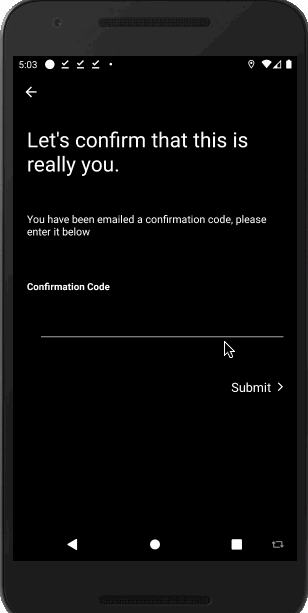 5:03
Let's confirm that this is
really you.
You have been emailed a confirmation code, please
enter it below
Confirmation Code
Submit